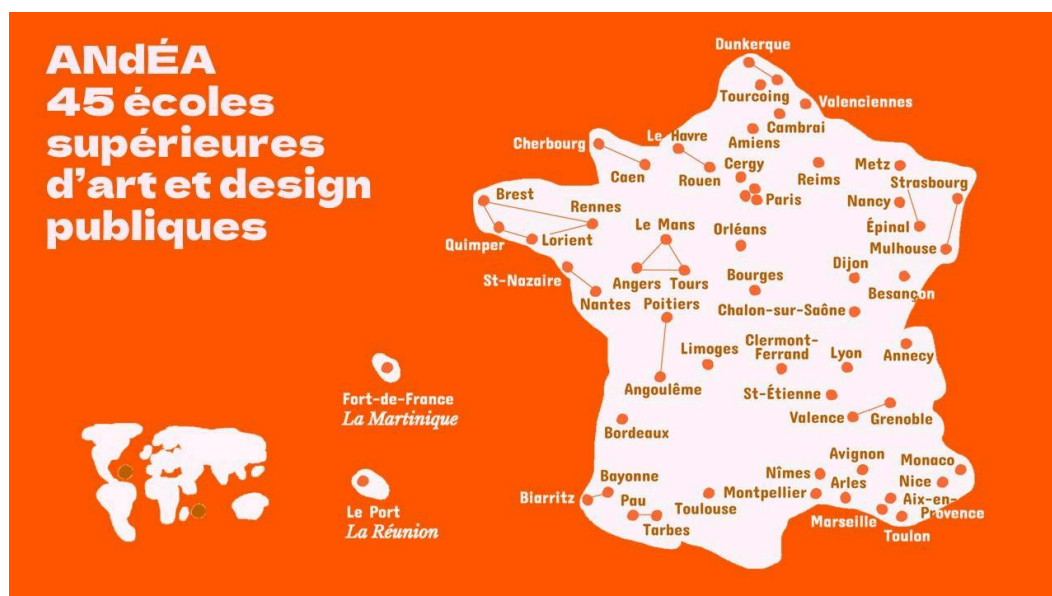 ANdÉA
45 écoles
supérieures
d'art et design
publiques
Dunkerque
Tourcoing
Valenciennes
Cambrai
Amiens
Le Havre
Cherbourg
Caen
Rouen
Cergy
Paris
Reims
Metz
Strasbourg
Nancy
Épinal
Mulhouse
Brest
Rennes
Quimper
Lorient
Le Mans
Orléans
St-Nazaire
Angers
Tours
Nantes
Poitiers
Bourges
Dijon
Besançon
Chalon-sur-Saône
Limoges
Clermont-
Ferrand
Lyon
Annecy
Angoulême
St-Étienne
Valence
Grenoble
Fort-de-France
La Martinique
Bordeaux
Bayonne
Biarritz
Pau
Tarbes
Toulouse
Nîmes
Montpellier
Avignon
Arles
Monaco
Nice
Aix-en-
Provence
Marseille
Toulon
Le Port
La Réunion